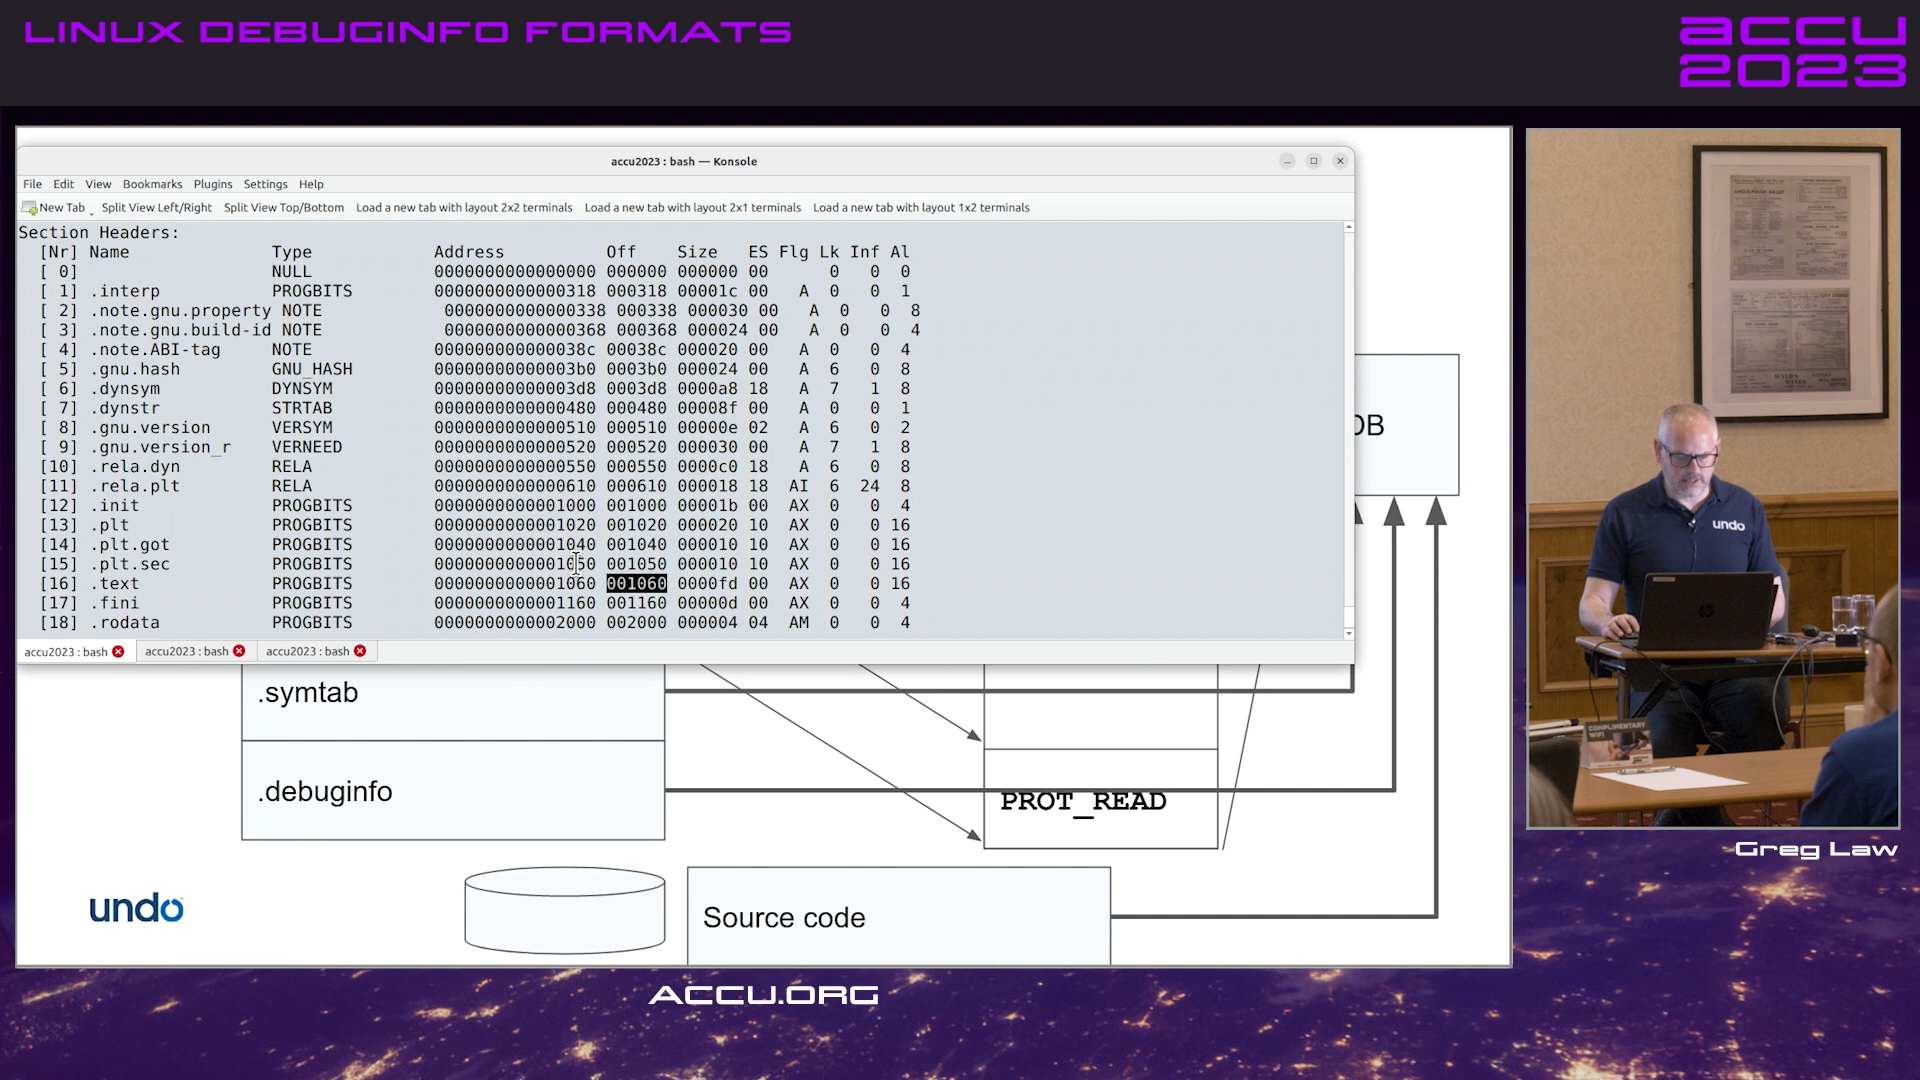 LINUX DEBUGINFO FORMATS
accu
2023
accu2023 : bash — Konsole
File Edit View Bookmarks Plugins Settings Help
New Tab Split View Left/Right Split View Top/Bottom Load a new tab with layout 2x2 terminals Load a new tab with layout 2x1 terminals Load a new tab with layout 1x2 terminals
Section Headers:
[Nr] Name Type Address Off Size ES Flg Lk Inf Al
[ 0] NULL 0000000000000000 000000 000000 00 0 0 0
[ 1] .interp PROGBITS 0000000000000318 000318 00001c 00 A 0 0 1
[ 2] .note.gnu.property NOTE 0000000000000338 000338 000030 00 A 0 0 8
[ 3] .note.gnu.build-id NOTE 0000000000000368 000368 000024 00 A 0 0 4
[ 4] .note.ABI-tag NOTE 000000000000038c 00038c 000020 00 A 0 0 4
[ 5] .gnu.hash GNU_HASH 00000000000003b0 0003b0 000024 00 A 6 0 8
[ 6] .dynsym DYNSYM 00000000000003d8 0003d8 0000a8 18 A 7 1 8
[ 7] .dynstr STRTAB 0000000000000480 000480 00008f 00 A 0 0 1
[ 8] .gnu.version VERSYM 0000000000000510 000510 00000e 02 A 6 0 2
[ 9] .gnu.version_r VERNEED 0000000000000520 000520 000030 00 A 7 1 8
[10] .rela.dyn RELA 0000000000000550 000550 0000c0 18 A 6 0 8
[11] .rela.plt RELA 0000000000000610 000610 000018 18 AI 6 24 8
[12] .init PROGBITS 0000000000001000 001000 00001b 00 AX 0 0 4
[13] .plt PROGBITS 0000000000001020 001020 000020 10 AX 0 0 16
[14] .plt.got PROGBITS 0000000000001040 001040 000010 10 AX 0 0 16
[15] .plt.sec PROGBITS 0000000000001050 001050 000010 10 AX 0 0 16
[16] .text PROGBITS 0000000000001060 001060 0000fd 00 AX 0 0 16
[17] .fini PROGBITS 0000000000001160 001160 00000d 00 AX 0 0 4
[18] .rodata PROGBITS 0000000000002000 002000 000004 04 AM 0 0 4
accu2023 : bash accu2023 : bash accu2023 : bash
.symtab
.debuginfo
PROT_READ
Source code
undo
undo
COMPLIMENTARY
WIFI
Greg Law
ACCU.ORG